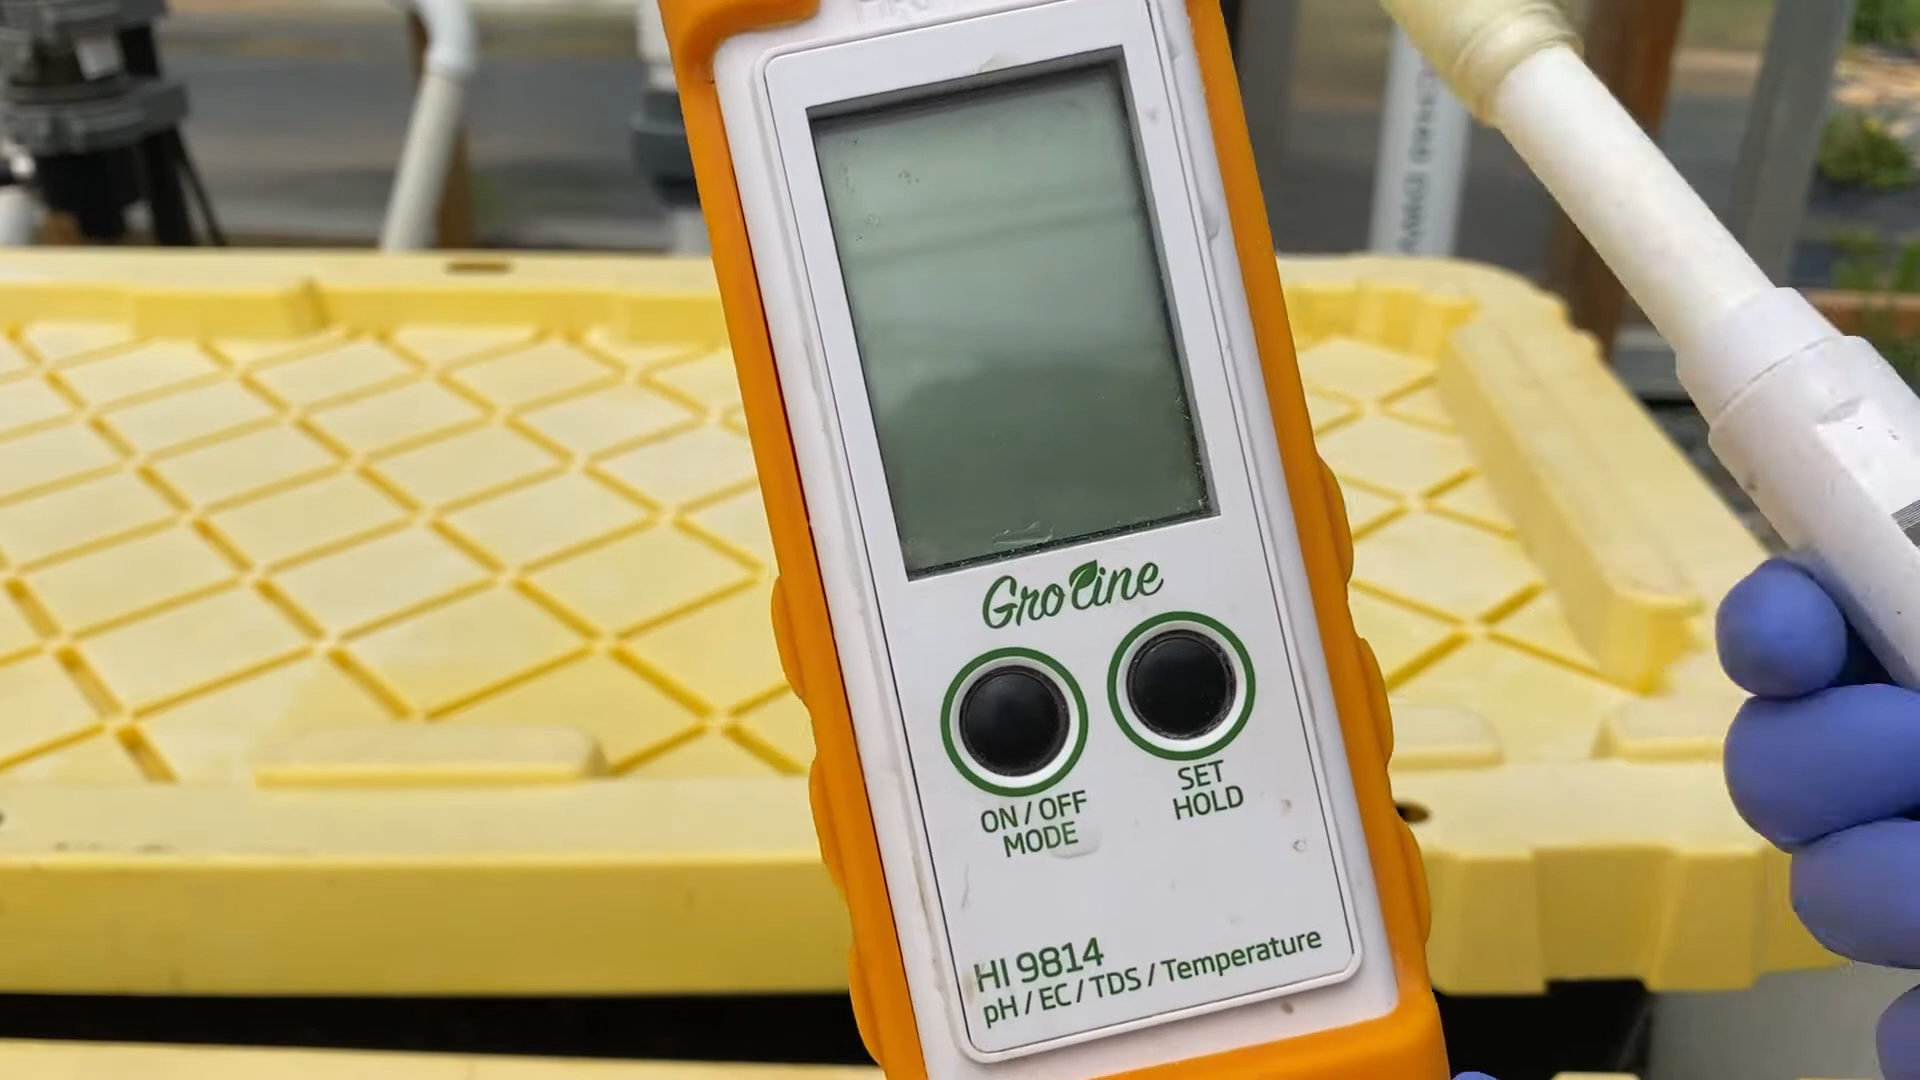 GroLine
ON / OFF
MODE
SET
HOLD
HI 9814
pH / EC / TDS / Temperature